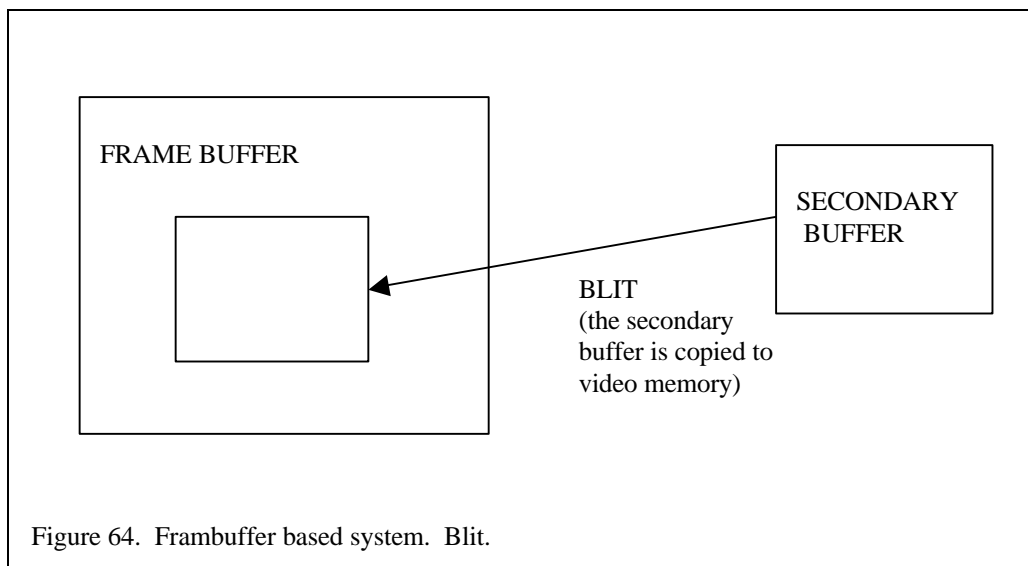 FRAME BUFFER
SECONDARY
BUFFER
BLIT
(the secondary
buffer is copied to
video memory)
Figure 64. Frambuffer based system. Blit.